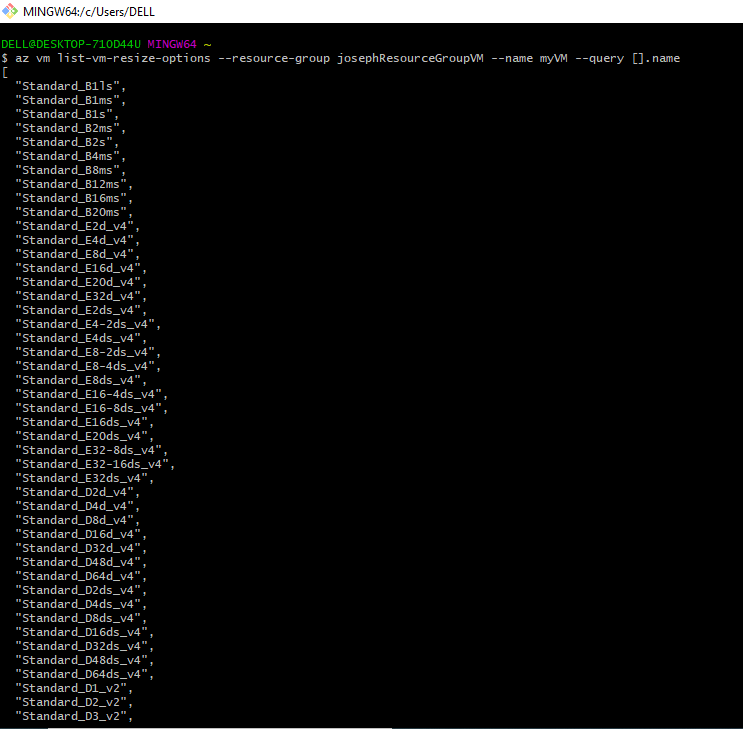 MINGW64:/c/Users/DELL
DELL@DESKTOP-71OD44U MINGW64 ~
$ az vm list-vm-resize-options --resource-group josephResourceGroupVM --name myVM --query [].name
[
"Standard_B1ls",
"Standard_B1ms",
"Standard_B1s",
"Standard_B2ms",
"Standard_B2s",
"Standard_B4ms",
"Standard_B8ms",
"Standard_B12ms",
"Standard_B16ms",
"Standard_B20ms",
"Standard_E2d_v4",
"Standard_E4d_v4",
"Standard_E8d_v4",
"Standard_E16d_v4",
"Standard_E20d_v4",
"Standard_E32d_v4",
"Standard_E2ds_v4",
"Standard_E4-2ds_v4",
"Standard_E4ds_v4",
"Standard_E8-2ds_v4",
"Standard_E8-4ds_v4",
"Standard_E8ds_v4",
"Standard_E16-4ds_v4",
"Standard_E16-8ds_v4",
"Standard_E16ds_v4",
"Standard_E20ds_v4",
"Standard_E32-8ds_v4",
"Standard_E32-16ds_v4",
"Standard_E32ds_v4",
"Standard_D2d_v4",
"Standard_D4d_v4",
"Standard_D8d_v4",
"Standard_D16d_v4",
"Standard_D32d_v4",
"Standard_D48d_v4",
"Standard_D64d_v4",
"Standard_D2ds_v4",
"Standard_D4ds_v4",
"Standard_D8ds_v4",
"Standard_D16ds_v4",
"Standard_D32ds_v4",
"Standard_D48ds_v4",
"Standard_D64ds_v4",
"Standard_D1_v2",
"Standard_D2_v2",
"Standard_D3_v2",